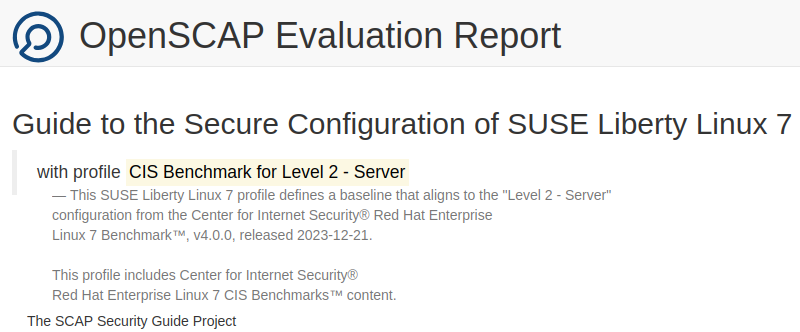 OpenSCAP Evaluation Report
Guide to the Secure Configuration of SUSE Liberty Linux 7
with profile CIS Benchmark for Level 2 - Server
— This SUSE Liberty Linux 7 profile defines a baseline that aligns to the "Level 2 - Server"
configuration from the Center for Internet Security® Red Hat Enterprise
Linux 7 Benchmark™, v4.0.0, released 2023-12-21.
This profile includes Center for Internet Security®
Red Hat Enterprise Linux 7 CIS Benchmarks™ content.
The SCAP Security Guide Project